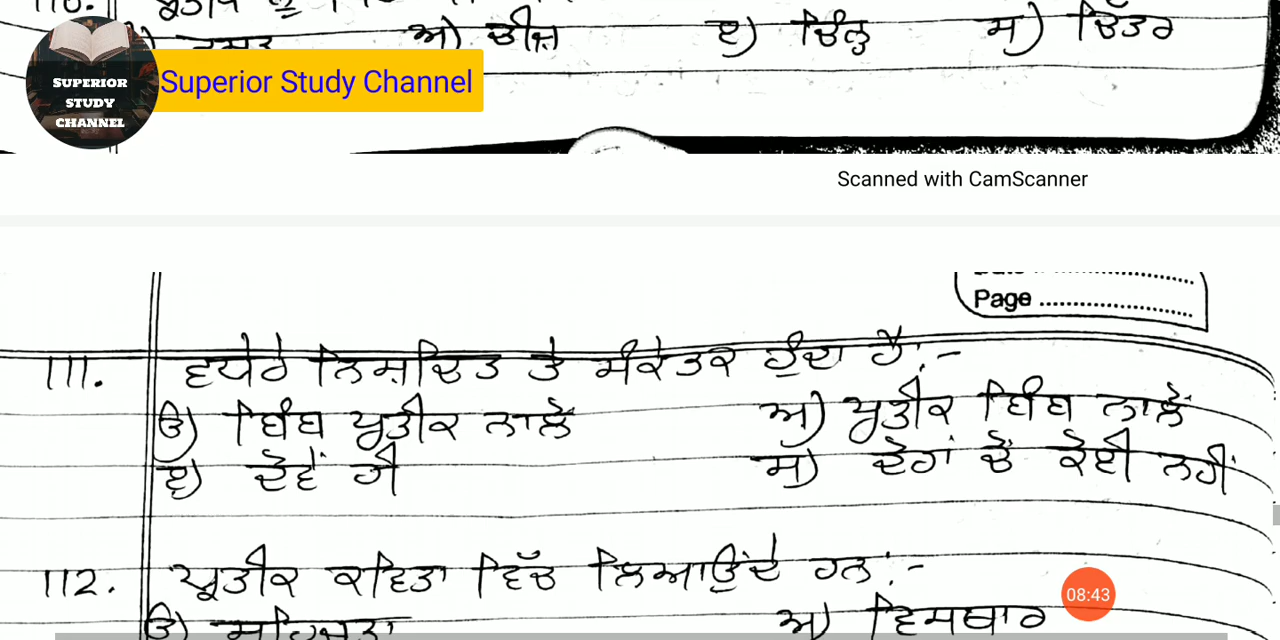 ਅ) ਚੀਜ਼ ੲ) ਚਿੰਨ੍ਹ ਸ) ਚਿੱਤਰ
SUPERIOR
STUDY
CHANNEL
Superior Study Channel
Scanned with CamScanner
Page
111. ਵਧੇਰੇ ਨਿਸ਼ਚਿਤ ਤੇ ਸੰਕੇਤਕ ਹੁੰਦਾ ਹੈ:-
ੳ) ਬਿੰਬ ਪ੍ਰਤੀਕ ਨਾਲੋਂ ਅ) ਪ੍ਰਤੀਕ ਬਿੰਬ ਨਾਲੋਂ
ੲ) ਦੋਵੇਂ ਹੀ ਸ) ਦੋਹਾਂ ਚੋਂ ਕੋਈ ਨਹੀਂ
112. ਪ੍ਰਤੀਕ ਕਵਿਤਾ ਵਿੱਚ ਲਿਆਉਂਦੇ ਹਨ:-
ੳ) ਅ) ਵਿਸਥਾਰ
08:43